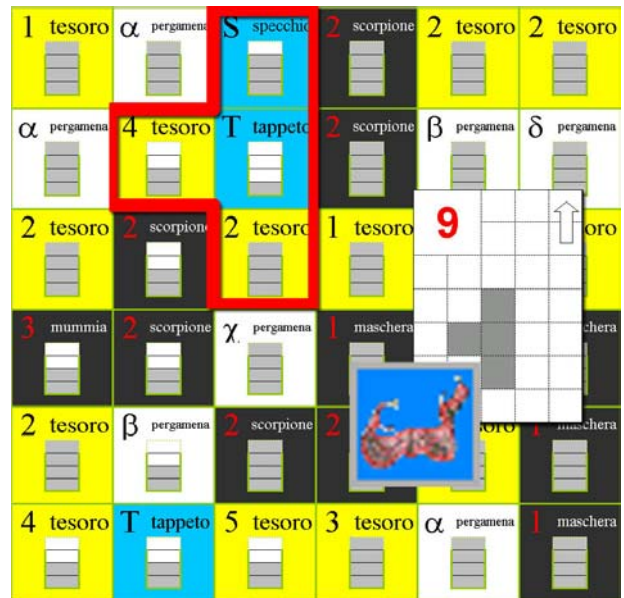 1 tesoro α pergamena S specchio 2 scorpione 2 tesoro 2 tesoro
α pergamena 4 tesoro T tappeto 2 scorpione β pergamena δ pergamena
2 tesoro 2 scorpione 2 tesoro 1 tesoro 9 oro
3 mummia 2 scorpione χ pergamena 1 maschera chera
2 tesoro β pergamena 2 scorpione 2 1 maschera
4 tesoro T tappeto 5 tesoro 3 tesoro α pergamena 1 maschera